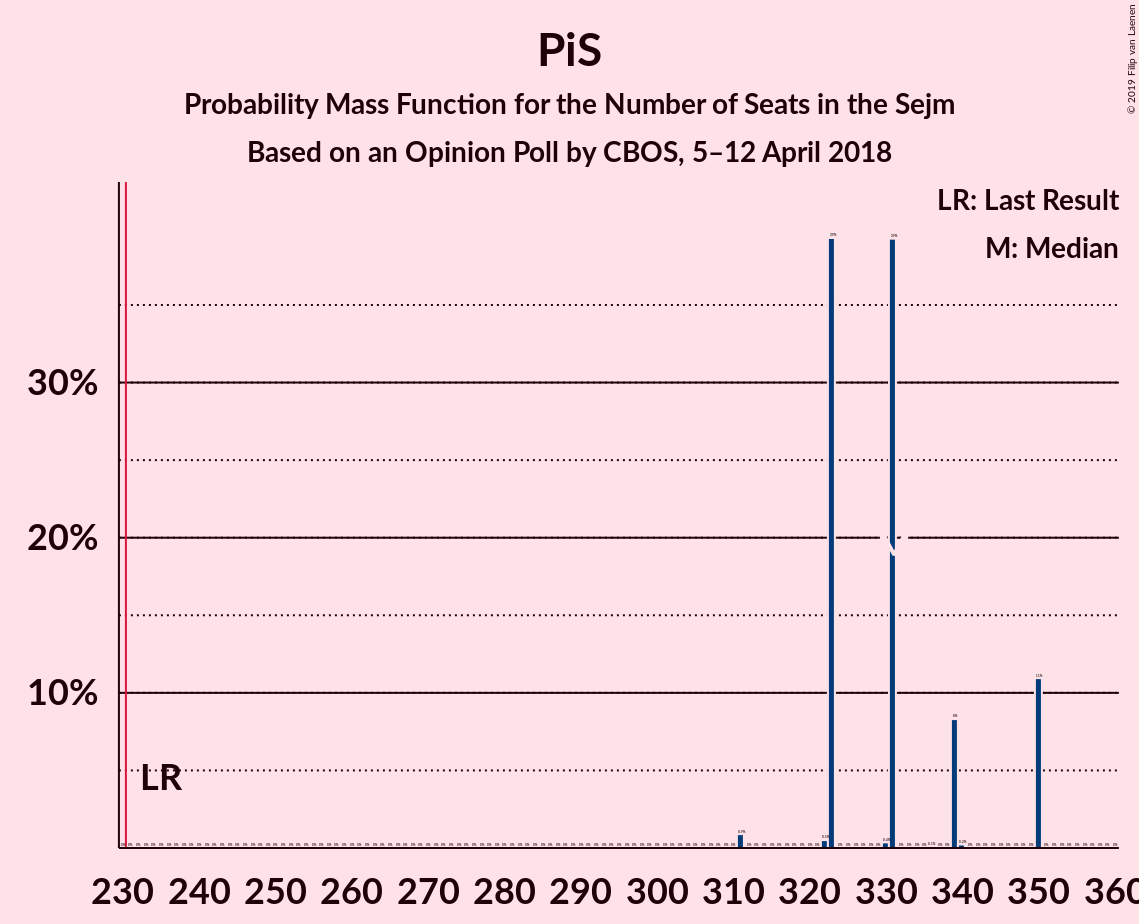 PiS
Probability Mass Function for the Number of Seats in the Sejm
Based on an Opinion Poll by CBOS, 5–12 April 2018
© 2019 Filip van Laenen
LR: Last Result
M: Median
30%
20%
10%
LR
230 240 250 260 270 280 290 300 310 320 330 340 350 360